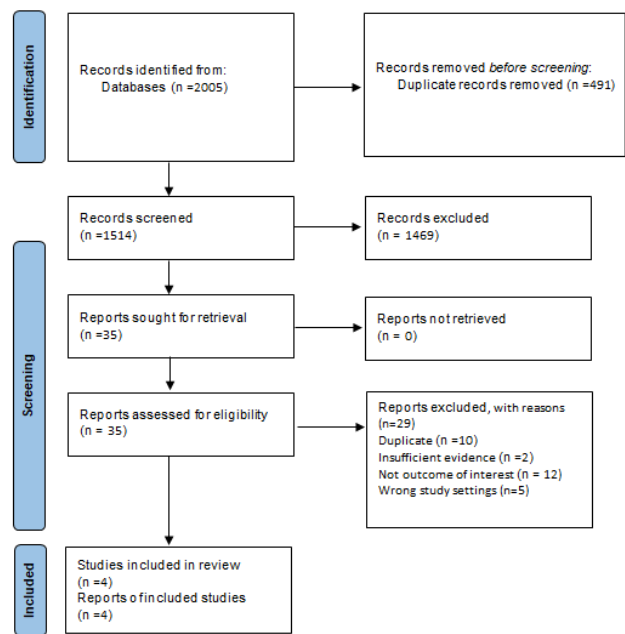 Identification
Records identified from:
Databases (n =2005)
Records removed before screening:
Duplicate records removed (n =491)
Screening
Records screened
(n =1514)
Records excluded
(n = 1469)
Reports sought for retrieval
(n =35)
Reports not retrieved
(n = 0)
Reports assessed for eligibility
(n = 35)
Reports excluded, with reasons
(n=29)
Duplicate (n =10)
Insufficient evidence (n =2)
Not outcome of interest (n = 12)
Wrong study settings (n=5)
Included
Studies included in review
(n =4)
Reports of included studies
(n =4)